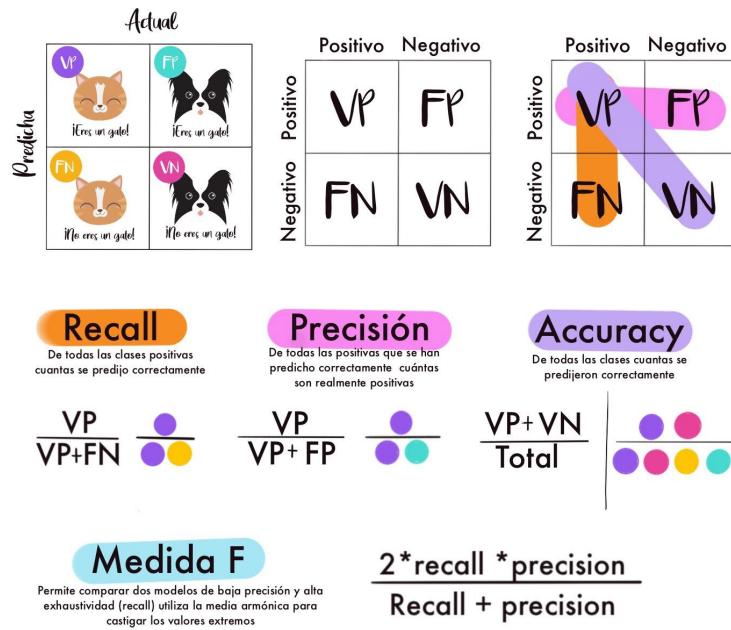 Actual
Predicha
VP
FP
¡Eres un gato!
¡Eres un gato!
FN
VN
¡No eres un gato!
¡No eres un gato!
Positivo Negativo
Positivo
VP FP
Negativo
FN VN
Positivo Negativo
Positivo
VP FP
Negativo
FN VN
Recall
De todas las clases positivas
cuantas se predijo correctamente
VP
VP+FN
Precisión
De todas las positivas que se han
predicho correctamente cuántas
son realmente positivas
VP
VP+ FP
Accuracy
De todas las clases cuantas se
predijeron correctamente
VP+ VN
Total
Medida F
Permite comparar dos modelos de baja precisión y alta
exhaustividad (recall) utiliza la media armónica para
castigar los valores extremos
2*recall *precision
Recall + precision